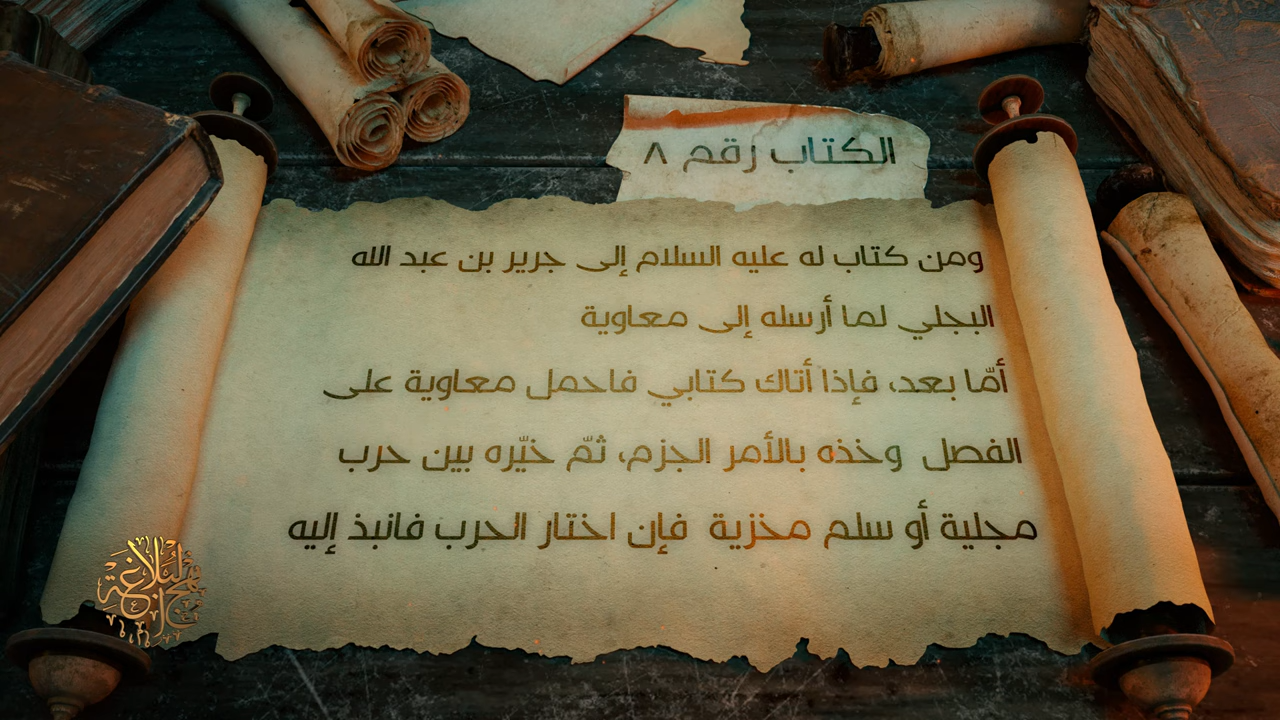 الكتاب رقم ٨
ومن كتاب له عليه السلام إلى جرير بن عبد الله
البجلي لما أرسله إلى معاوية
أمّا بعد، فإذا أتاك كتابي فاحمل معاوية على
الفصل وخذه بالأمر الجزم، ثمّ خيّره بين حرب
مجلية أو سلم مخزية فإن اختار الحرب فانبذ إليه
نهج البلاغة